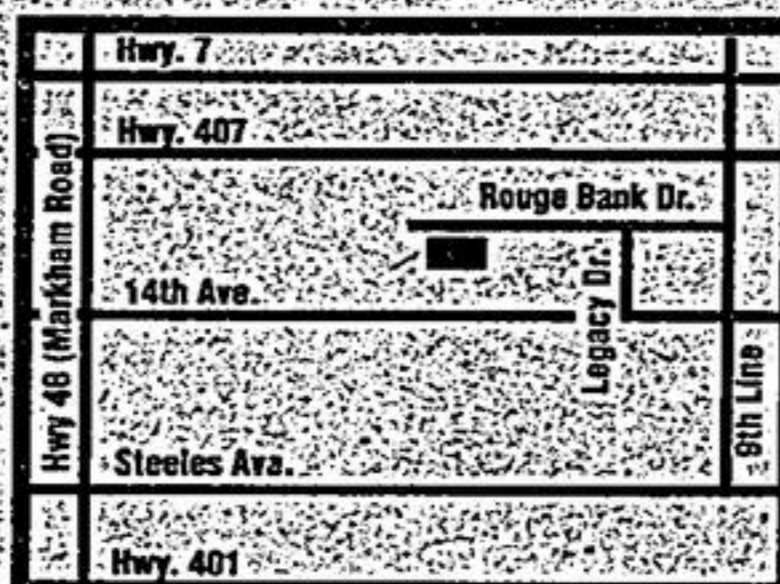 Hwy. 7
Hwy. 407
Rouge Bank Dr.
14th Ave.
Legacy Dr.
Hwy 48 (Markham Road)
9th Line
Steeles Ave.
Hwy. 401